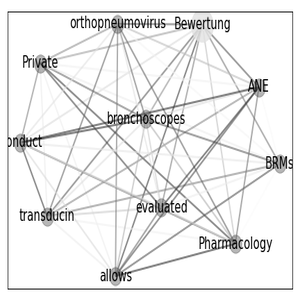 orthopneumovirus
Bewertung
Private
ANE
bronchoscopes
onduct
BRMs
transducin
evaluated
Pharmacology
allows